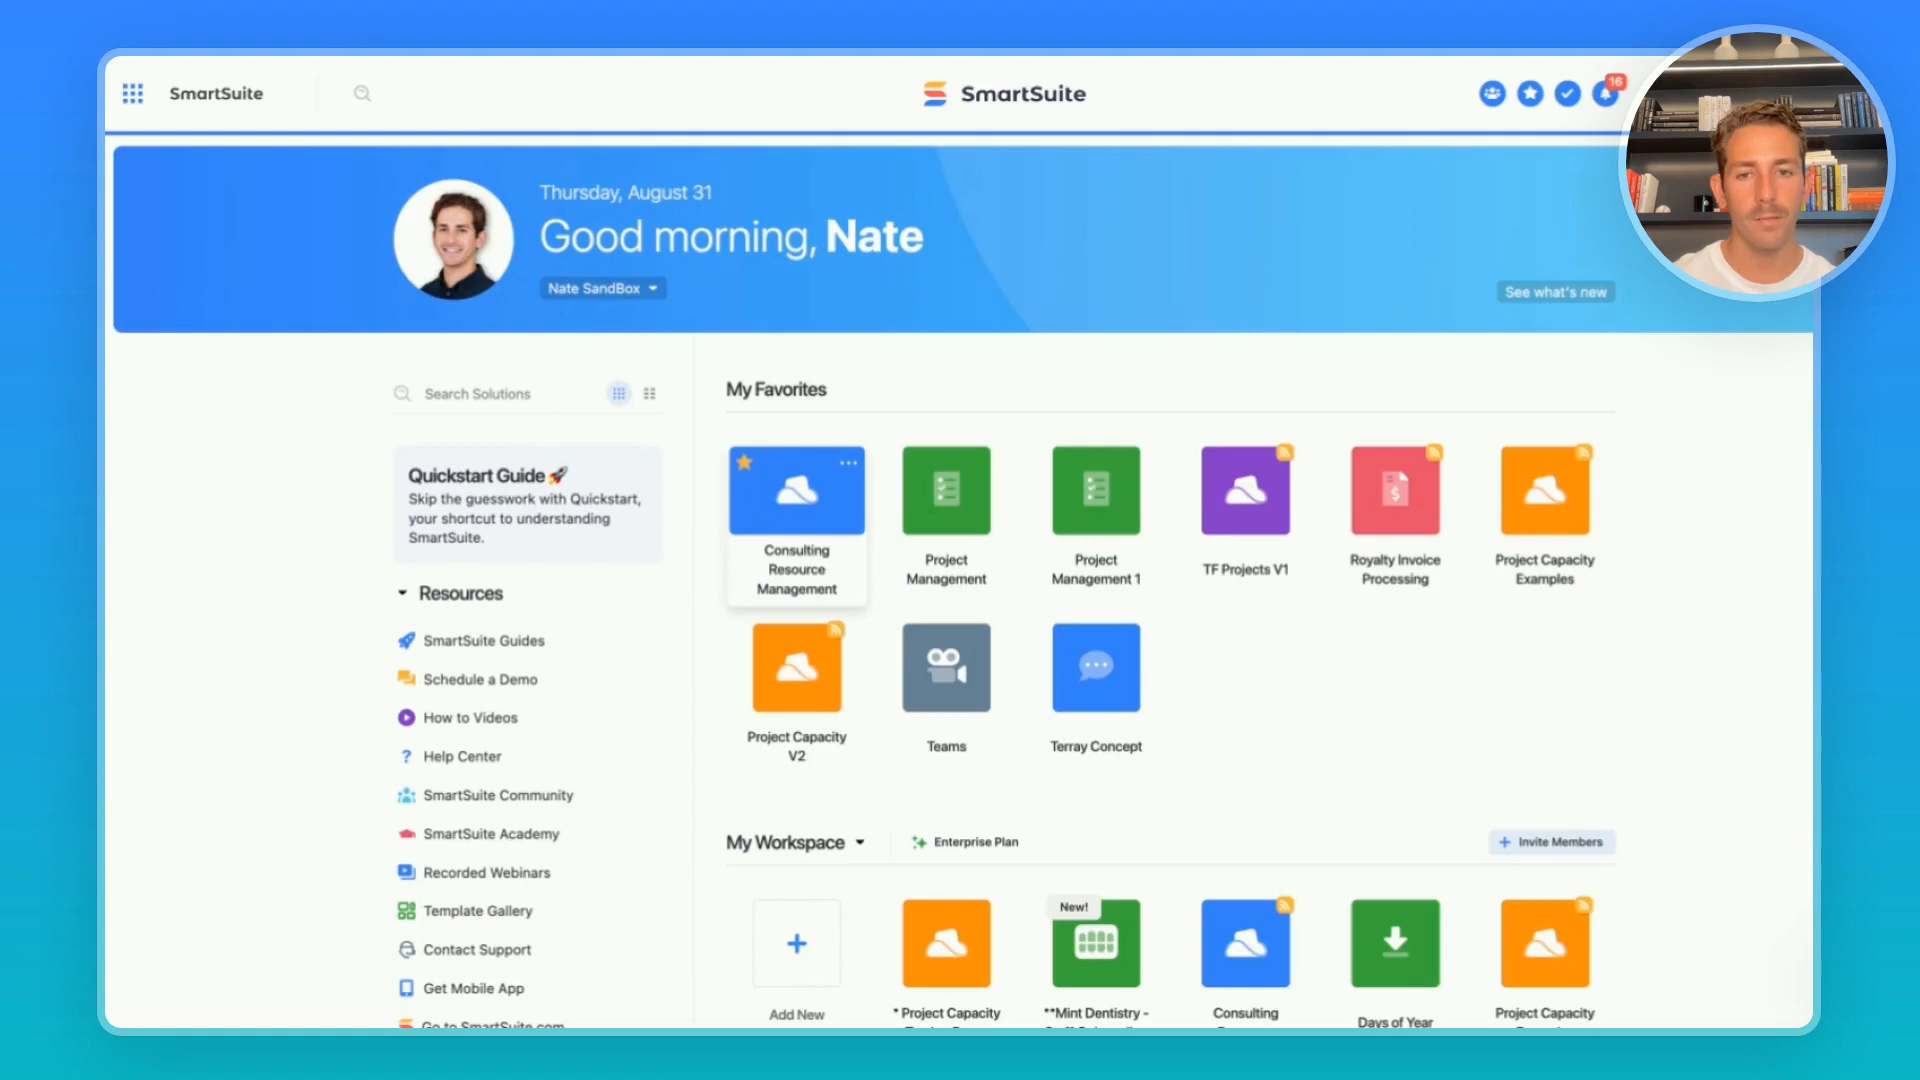 SmartSuite
SmartSuite
16
Thursday, August 31
Good morning, Nate
Nate SandBox
See what's new
Search Solutions
Quickstart Guide
Skip the guesswork with Quickstart,
your shortcut to understanding
SmartSuite.
Resources
SmartSuite Guides
Schedule a Demo
How to Videos
Help Center
SmartSuite Community
SmartSuite Academy
Recorded Webinars
Template Gallery
Contact Support
Get Mobile App
Go to SmartSuite.com
My Favorites
Consulting
Resource
Management
Project
Management
Project
Management 1
TF Projects V1
Royalty Invoice
Processing
Project Capacity
Examples
Project Capacity
V2
Teams
Terray Concept
My Workspace
Enterprise Plan
+ Invite Members
Add New
* Project Capacity
New!
**Mint Dentistry -
Consulting
Days of Year
Project Capacity